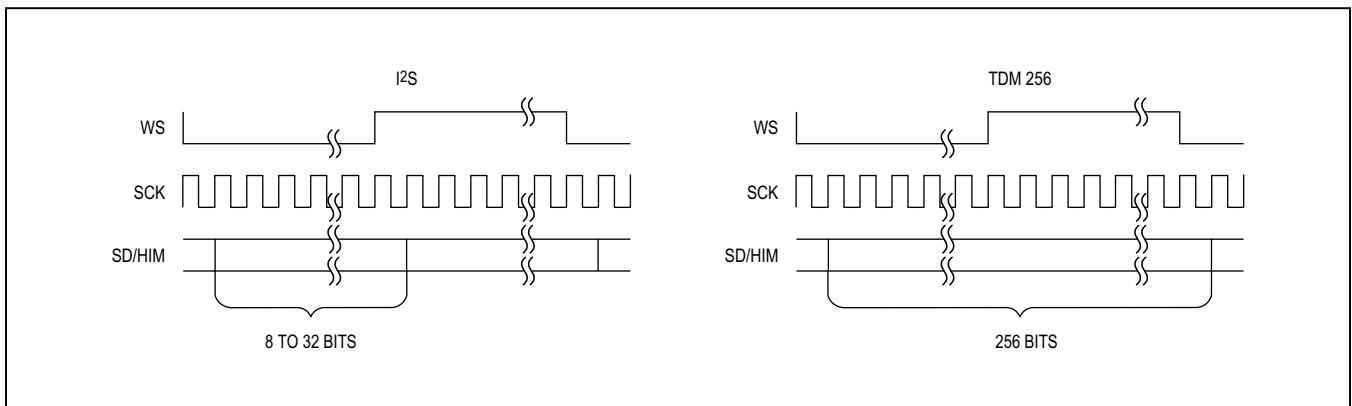 I²S
WS
SCK
SD/HIM
8 TO 32 BITS
TDM 256
WS
SCK
SD/HIM
256 BITS